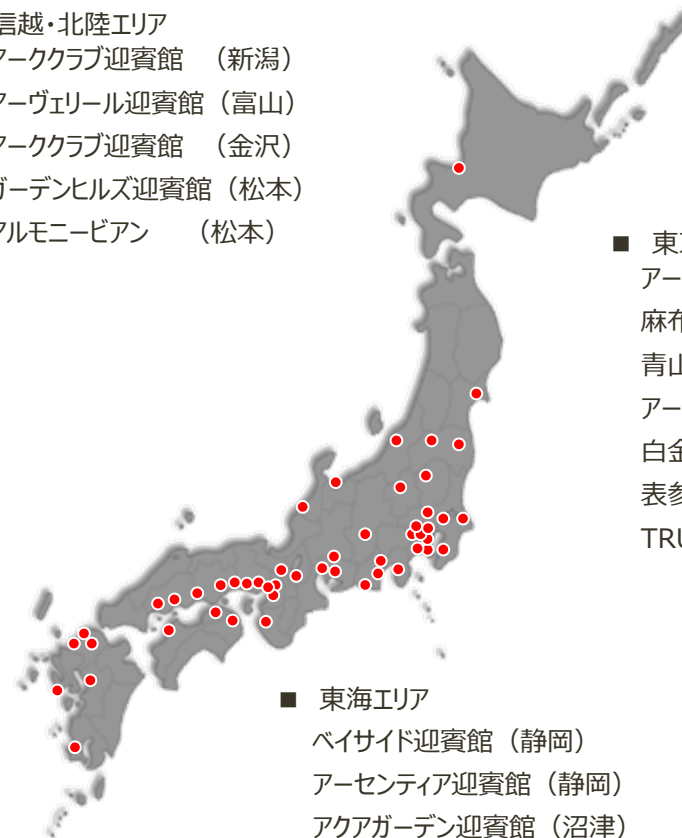 信越・北陸エリア
アーククラブ迎賓館　（新潟）
アーヴェリール迎賓館（富山）
アーククラブ迎賓館　（金沢）
ガーデンヒルズ迎賓館（松本）
アルモニービアン　　（松本）
■　東
アー
麻布
青山
アー
白金
表参
TRU
■　東海エリア
ベイサイド迎賓館（静岡）
アーセンティア迎賓館（静岡）
アクアガーデン迎賓館（沼津）